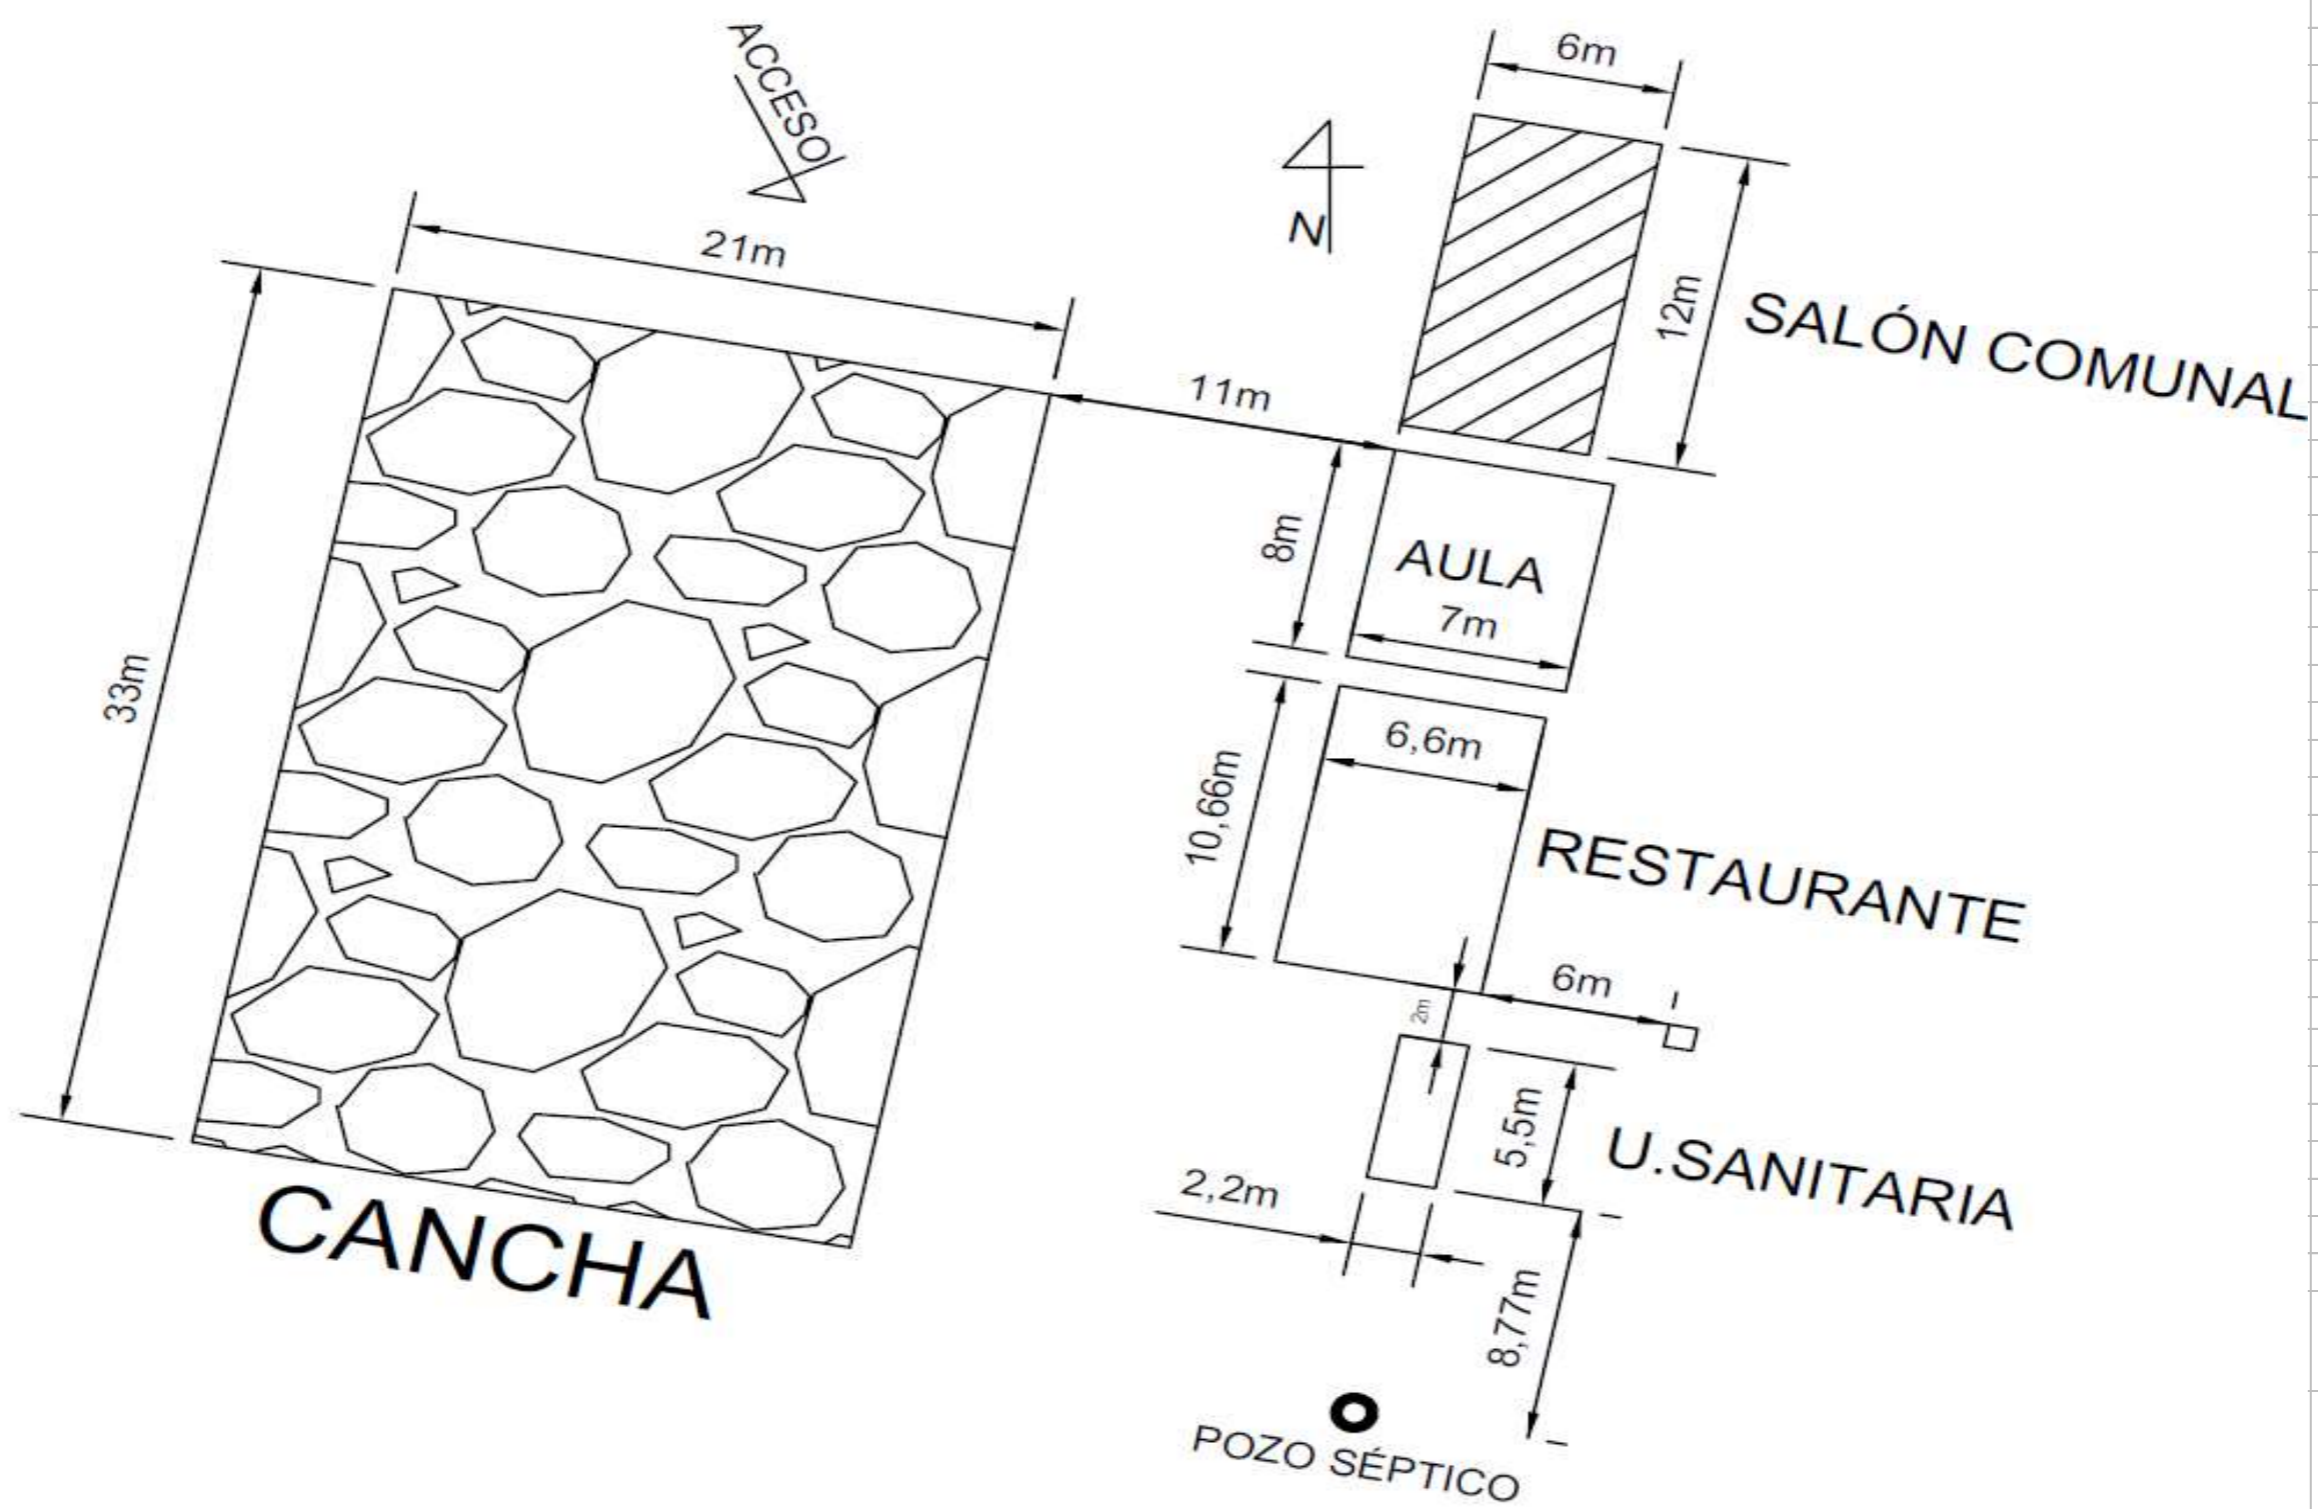 ACCESO
6m
N
21m
12m
SALÓN COMUNAL
11m
8m
AULA
7m
33m
6,6m
10,66m
RESTAURANTE
6m
2m
5,5m
U.SANITARIA
2,2m
CANCHA
8,77m
POZO SÉPTICO